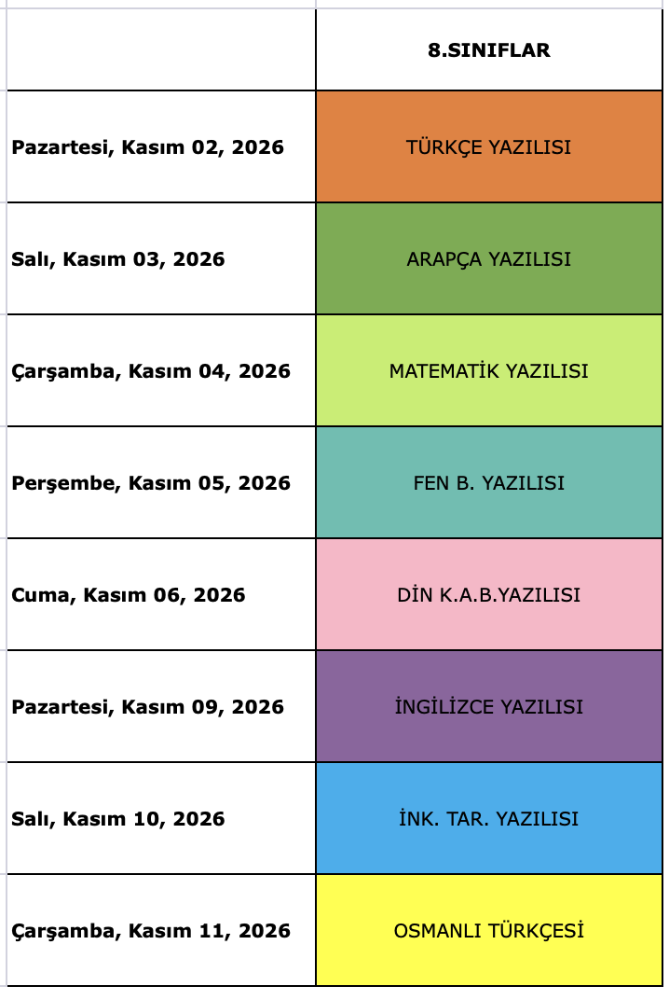 8.SINIFLAR
Pazartesi, Kasım 02, 2026 TÜRKÇE YAZILISI
Salı, Kasım 03, 2026 ARAPÇA YAZILISI
Çarşamba, Kasım 04, 2026 MATEMATİK YAZILISI
Perşembe, Kasım 05, 2026 FEN B. YAZILISI
Cuma, Kasım 06, 2026 DİN K.A.B.YAZILISI
Pazartesi, Kasım 09, 2026 İNGİLİZCE YAZILISI
Salı, Kasım 10, 2026 İNK. TAR. YAZILISI
Çarşamba, Kasım 11, 2026 OSMANLI TÜRKÇESİ